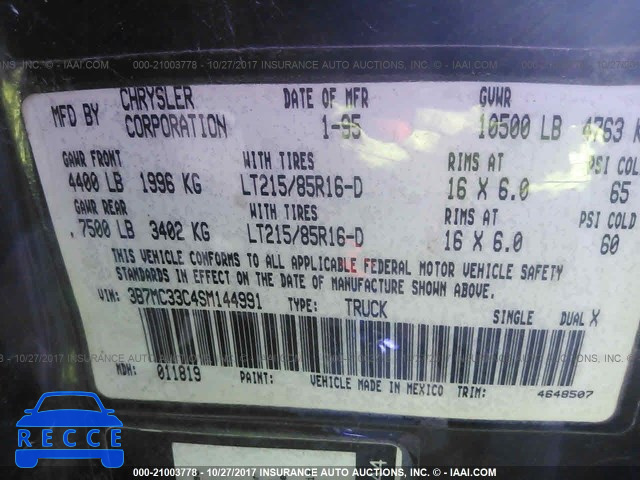 000-21003778 - 10/27/2017 INSURANCE AUTO AUCTIONS, INC. © - IAAI.COM
MFD BY CHRYSLER CORPORATION DATE OF MFR 1-95 GVWR 10500 LB 4763 K
GAWR FRONT WITH TIRES RIMS AT PSI COL
4400 LB 1996 KG LT215/85R16-D 16 X 6.0 65
GAWR REAR WITH TIRES RIMS AT PSI COLD
7500 LB 3402 KG LT215/85R16-D 16 X 6.0 60
THIS VEHICLE CONFORMS TO ALL APPLICABLE FEDERAL MOTOR VEHICLE SAFETY
STANDARDS IN EFFECT ON THE DATE OF MANUFACTURE SHOWN ABOVE.
VIN: 3B7MC33C4SM144991 TYPE: TRUCK SINGLE DUAL X
MDH: 011819 PAINT: VEHICLE MADE IN MEXICO TRIM: 4648507
RECCE
44
000-21003778 - 10/27/2017 INSURANCE AUTO AUCTIONS, INC. © - IAAI.COM